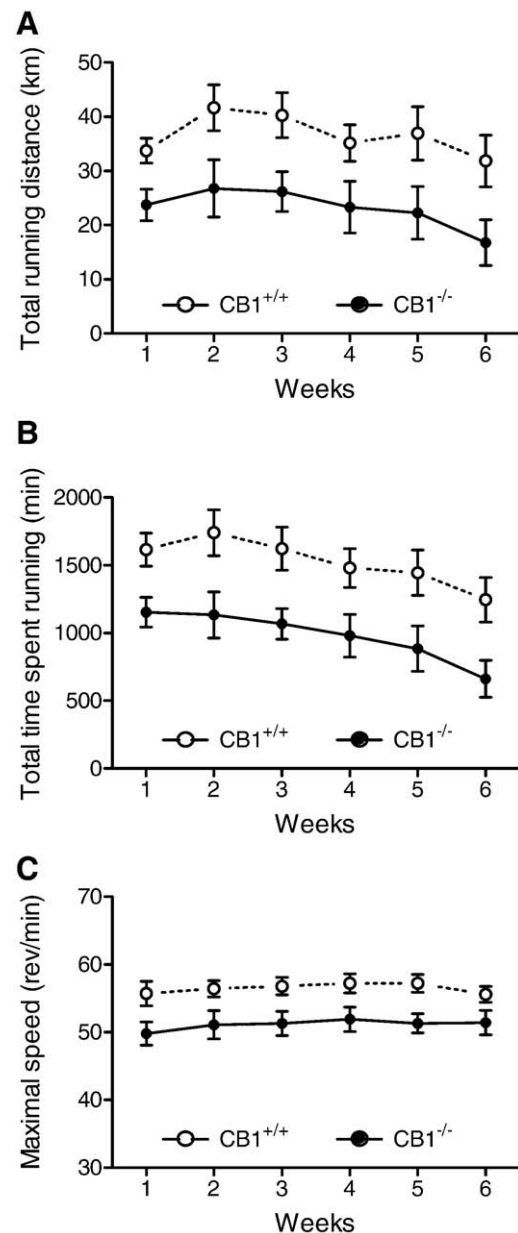 A
Total running distance (km)
50
40
30
20
10
0
CB1+/+ CB1-/-
1 2 3 4 5 6
Weeks
B
Total time spent running (min)
2000
1500
1000
500
0
CB1+/+ CB1-/-
1 2 3 4 5 6
Weeks
C
Maximal speed (rev/min)
70
60
50
40
30
CB1+/+ CB1-/-
1 2 3 4 5 6
Weeks